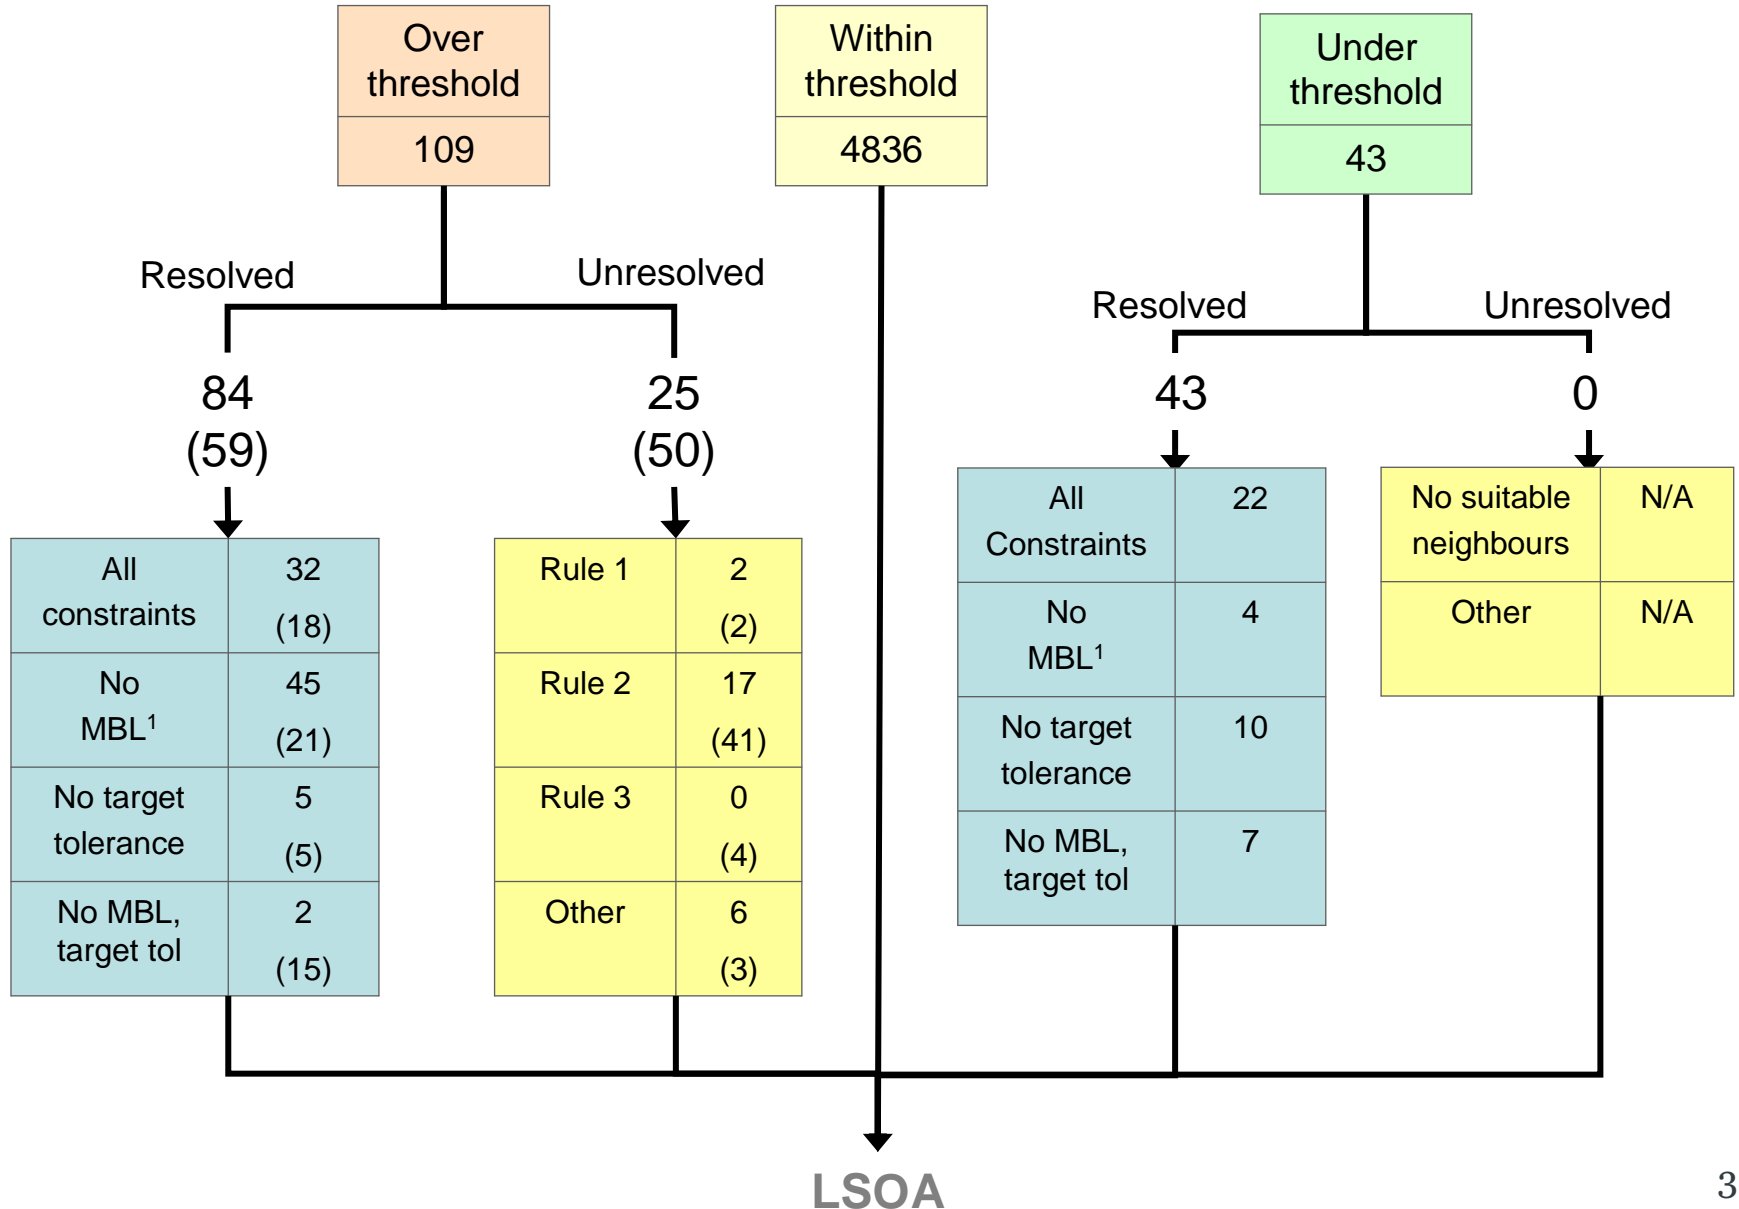 Over
threshold
109
Within
threshold
4836
Under
threshold
43
Resolved
Unresolved
84
(59)
25
(50)
All
constraints
32
(18)
No
MBL¹
45
(21)
No target
tolerance
5
(5)
No MBL,
target tol
2
(15)
Rule 1
2
(2)
Rule 2
17
(41)
Rule 3
0
(4)
Other
6
(3)
Resolved
Unresolved
43
0
All
Constraints
22
No
MBL¹
4
No target
tolerance
10
No MBL,
target tol
7
No suitable
neighbours
N/A
Other
N/A
LSOA
3